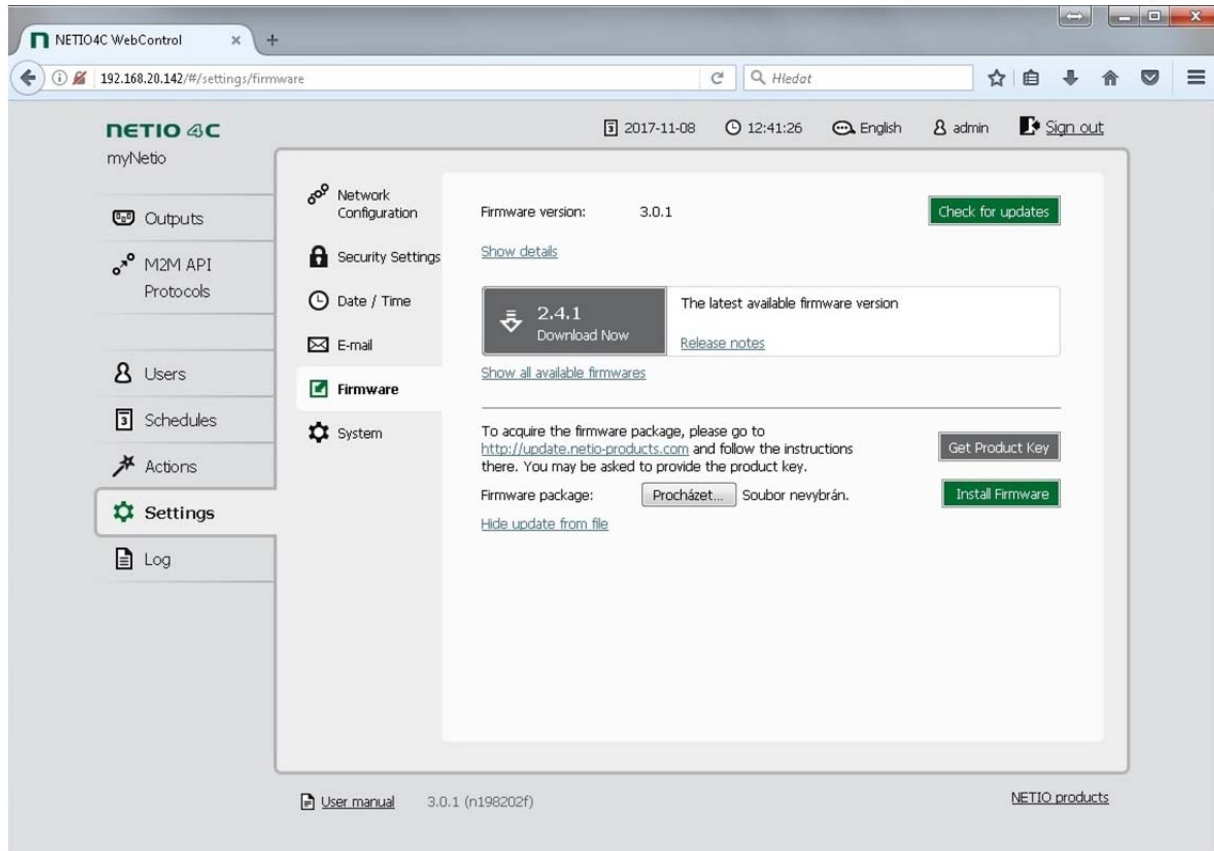 NETIO4C WebControl
192.168.20.142/#/settings/firmware
Hledat
NETIO 4C
myNetio
2017-11-08
12:41:26
English
admin
Sign out
Outputs
M2M API
Protocols
Users
Schedules
Actions
Settings
Log
Network
Configuration
Security Settings
Date / Time
E-mail
Firmware
System
Firmware version: 3.0.1
Check for updates
Show details
2.4.1
Download Now
The latest available firmware version
Release notes
Show all available firmwares
To acquire the firmware package, please go to
http://update.netio-products.com and follow the instructions
there. You may be asked to provide the product key.
Get Product Key
Firmware package: Procházet... Soubor nevybrán.
Install Firmware
Hide update from file
User manual
3.0.1 (n198202f)
NETIO products